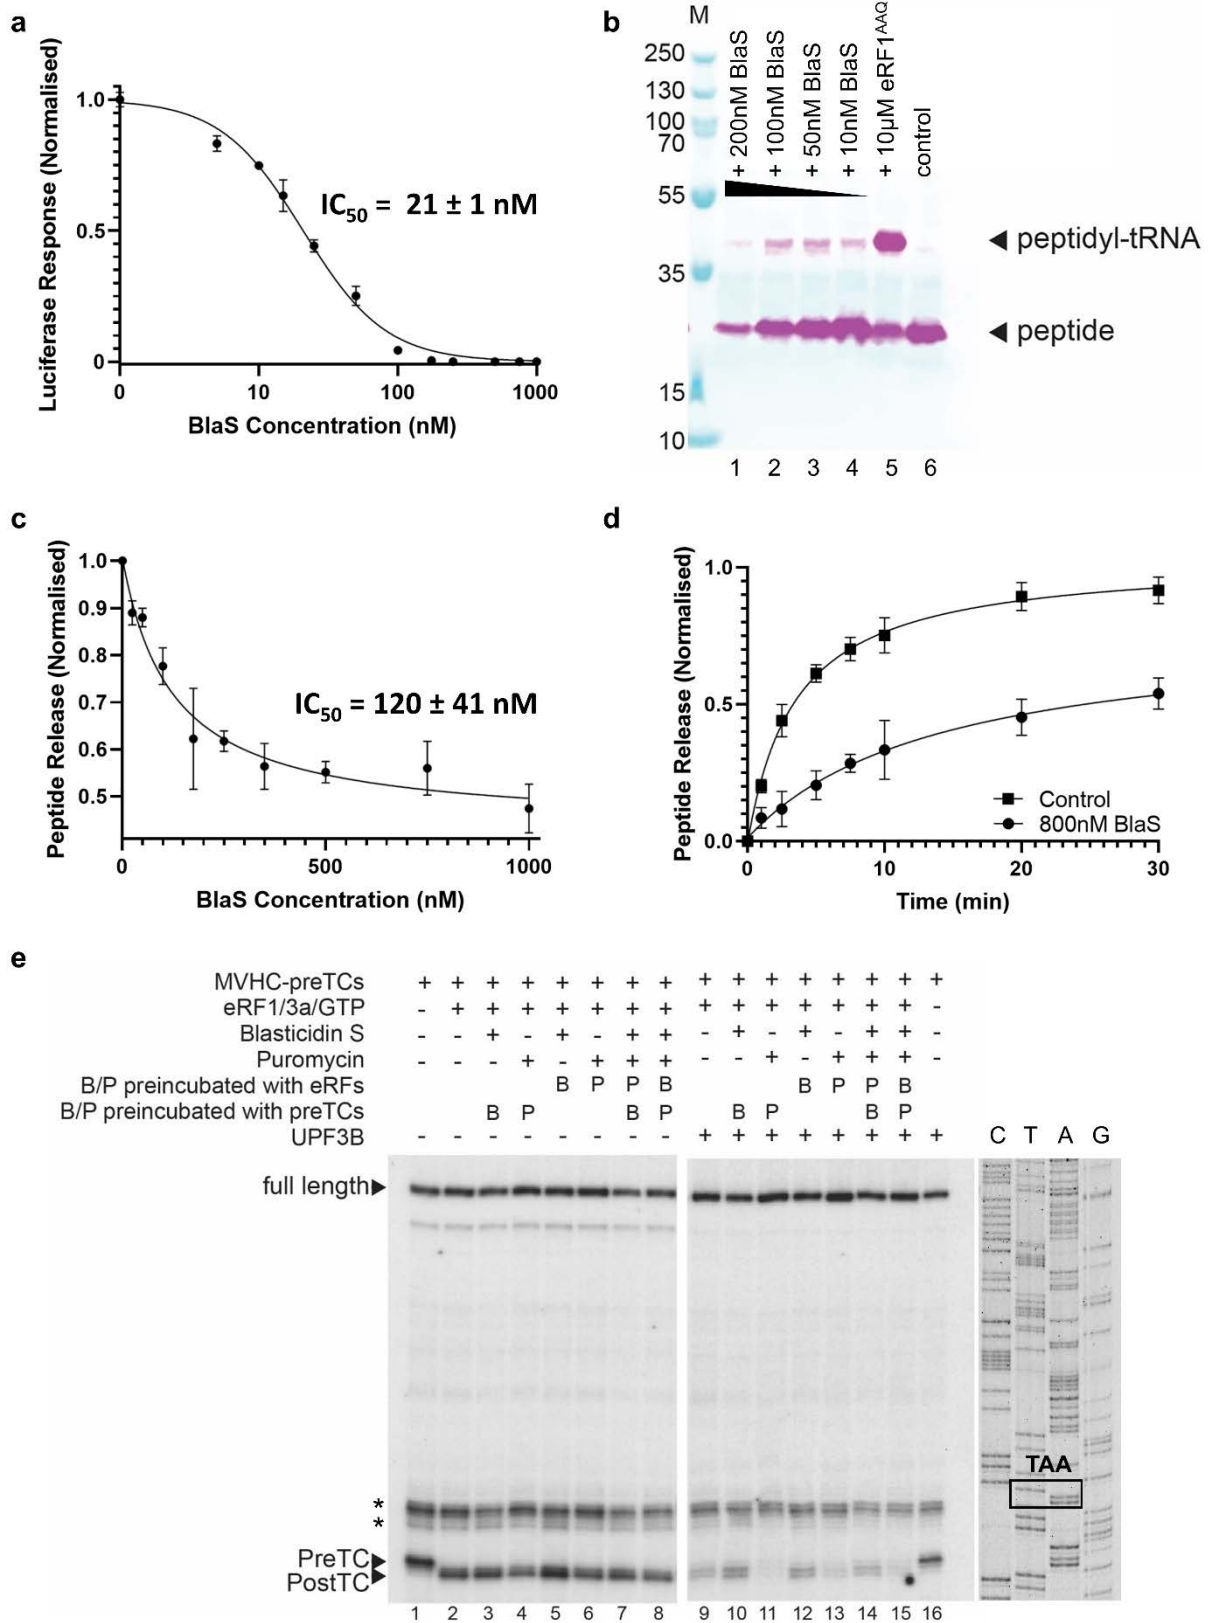 a
Luciferase Response (Normalised)
1.0
0.5
0
IC50 = 21 ± 1 nM
0 10 100 1000
BlaS Concentration (nM)
b
M
+ 200nM BlaS
+ 100nM BlaS
+ 50nM BlaS
+ 10nM BlaS
+ 10µM eRF1AAQ
control
250
130
100
70
55
35
15
10
peptidyl-tRNA
peptide
1 2 3 4 5 6
c
Peptide Release (Normalised)
1.0
0.9
0.8
0.7
0.6
0.5
IC50 = 120 ± 41 nM
0 500 1000
BlaS Concentration (nM)
d
Peptide Release (Normalised)
1.0
0.5
0.0
Control
800nM BlaS
0 10 20 30
Time (min)
e
MVHC-preTCs + + + + + + + + + + + + + + + +
eRF1/3a/GTP - + + + + + + + + + + + + + + -
Blasticidin S - - + - + - + + - + - + - + + -
Puromycin - - - + - + + + - - + - + + + -
B/P preincubated with eRFs B P P B B P P B
B/P preincubated with preTCs B P B P B P B P
UPF3B - - - - - - - - + + + + + + + +
C T A G
full length
TAA
*
*
PreTC
PostTC
1 2 3 4 5 6 7 8 9 10 11 12 13 14 15 16